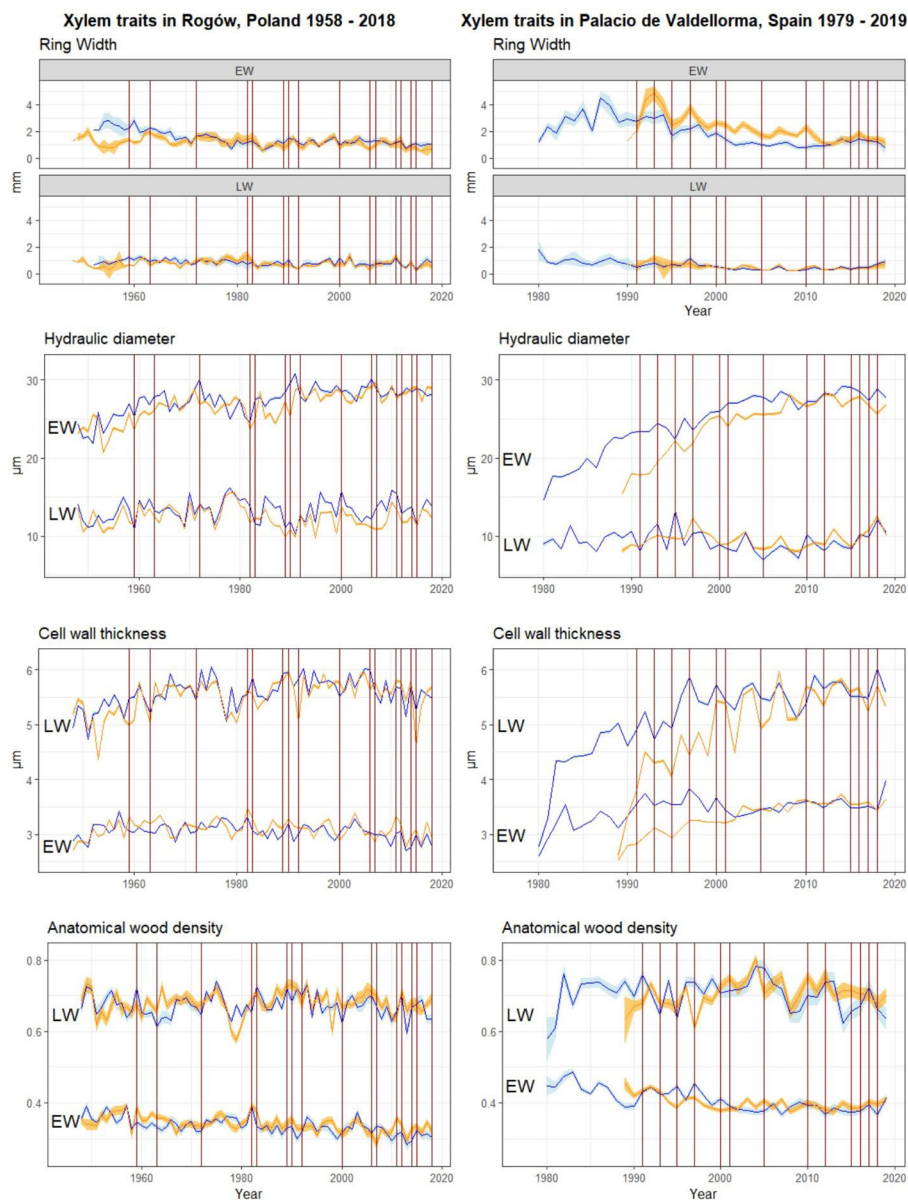 Xylem traits in Rogów, Poland 1958 - 2018
Ring Width
EW
4
2
0
mm
LW
4
2
0
1960
1980
2000
2020
Hydraulic diameter
30
EW
20
µm
LW
10
1960
1980
2000
2020
Cell wall thickness
6
LW
5
µm
4
EW
3
1960
1980
2000
2020
Anatomical wood density
0.8
LW
0.6
EW
0.4
1960
1980
2000
2020
Year
Xylem traits in Palacio de Valdellorma, Spain 1979 - 2019
Ring Width
EW
4
2
0
mm
LW
4
2
0
1980
1990
2000
2010
2020
Year
Hydraulic diameter
30
EW
20
µm
LW
10
1980
1990
2000
2010
2020
Cell wall thickness
6
LW
5
µm
4
EW
3
1980
1990
2000
2010
2020
Anatomical wood density
0.8
LW
0.6
EW
0.4
1980
1990
2000
2010
2020
Year